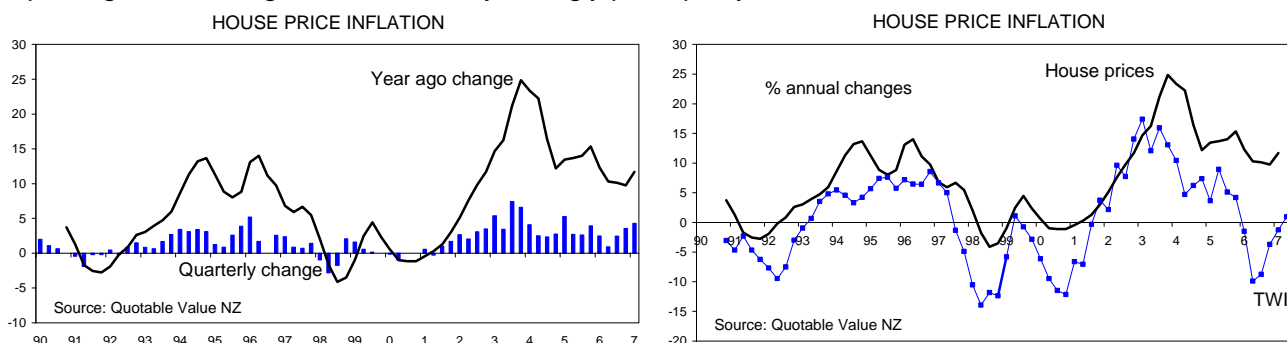 HOUSE PRICE INFLATION
30
25
20
15
10
5
0
-5
-10
Year ago change
Quarterly change
Source: Quotable Value NZ
90 91 92 93 94 95 96 97 98 99 0 1 2 3 4 5 6 7
HOUSE PRICE INFLATION
30
25
20
15
10
5
0
-5
-10
-15
-20
House prices
% annual changes
90 91 92 93 94 95 96 97 98 99 0 1 2 3 4 5 6 7
TWI
Source: Quotable Value NZ